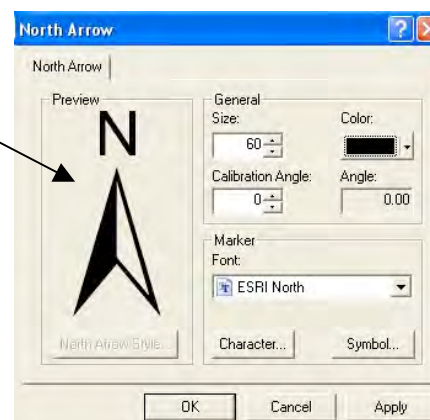 North Arrow
North Arrow
Preview
N
North Arrow Style...
General
Size: Color:
60
Calibration Angle: Angle:
0 0.00
Marker
Font:
ESRI North
Character... Symbol...
OK Cancel Apply